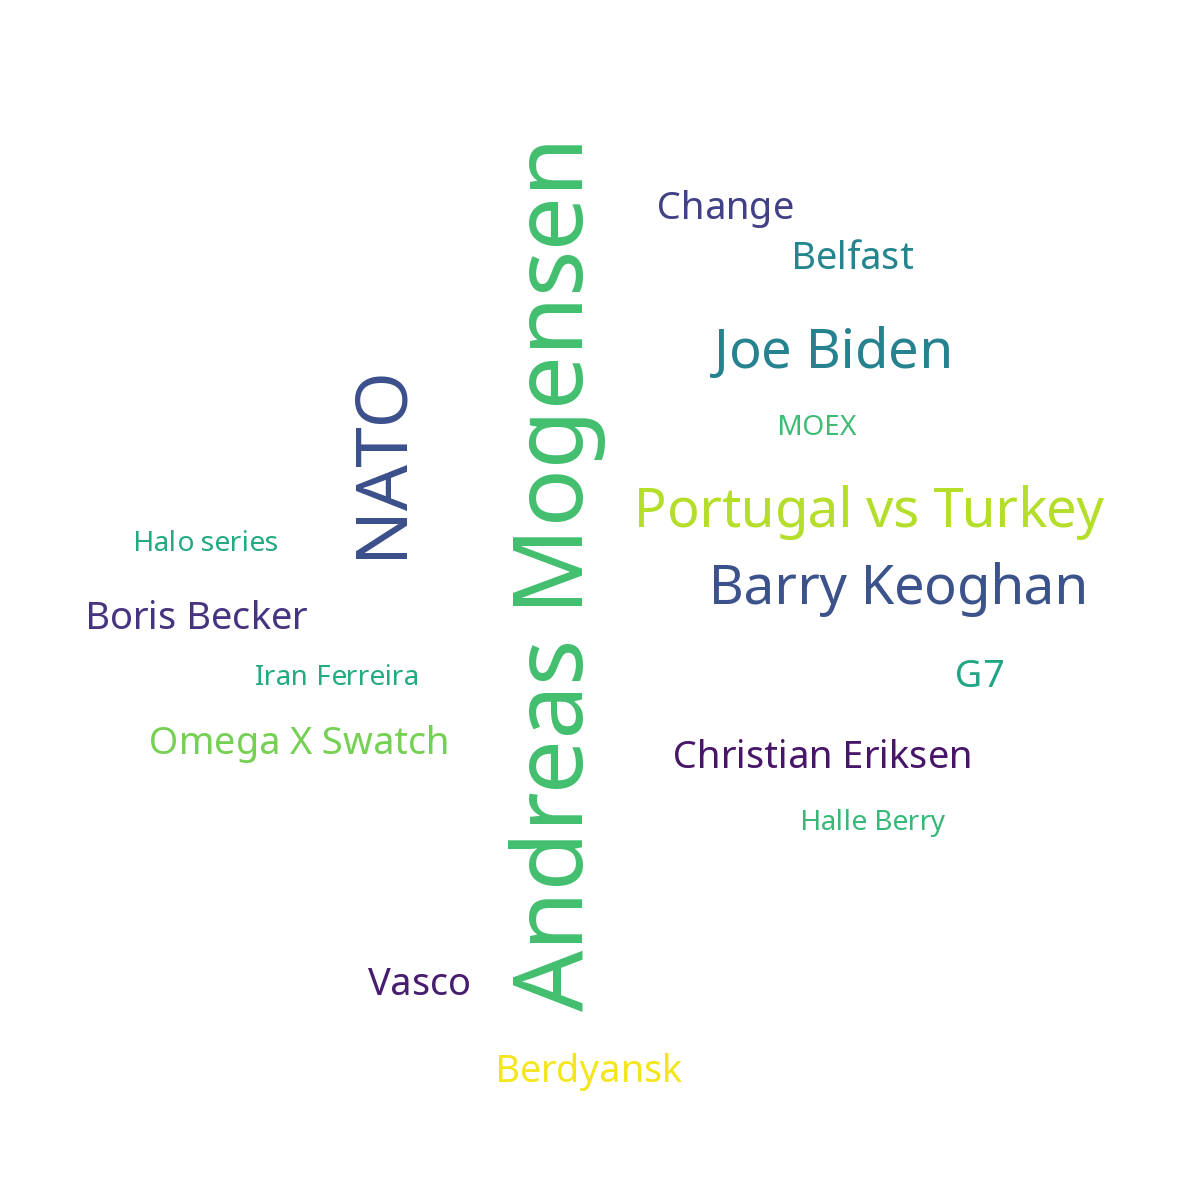 Change
Belfast
Joe Biden
NATO
MOEX
Andreas Mogensen
Portugal vs Turkey
Halo series
Barry Keoghan
Boris Becker
Iran Ferreira
G7
Omega X Swatch
Christian Eriksen
Halle Berry
Vasco
Berdyansk